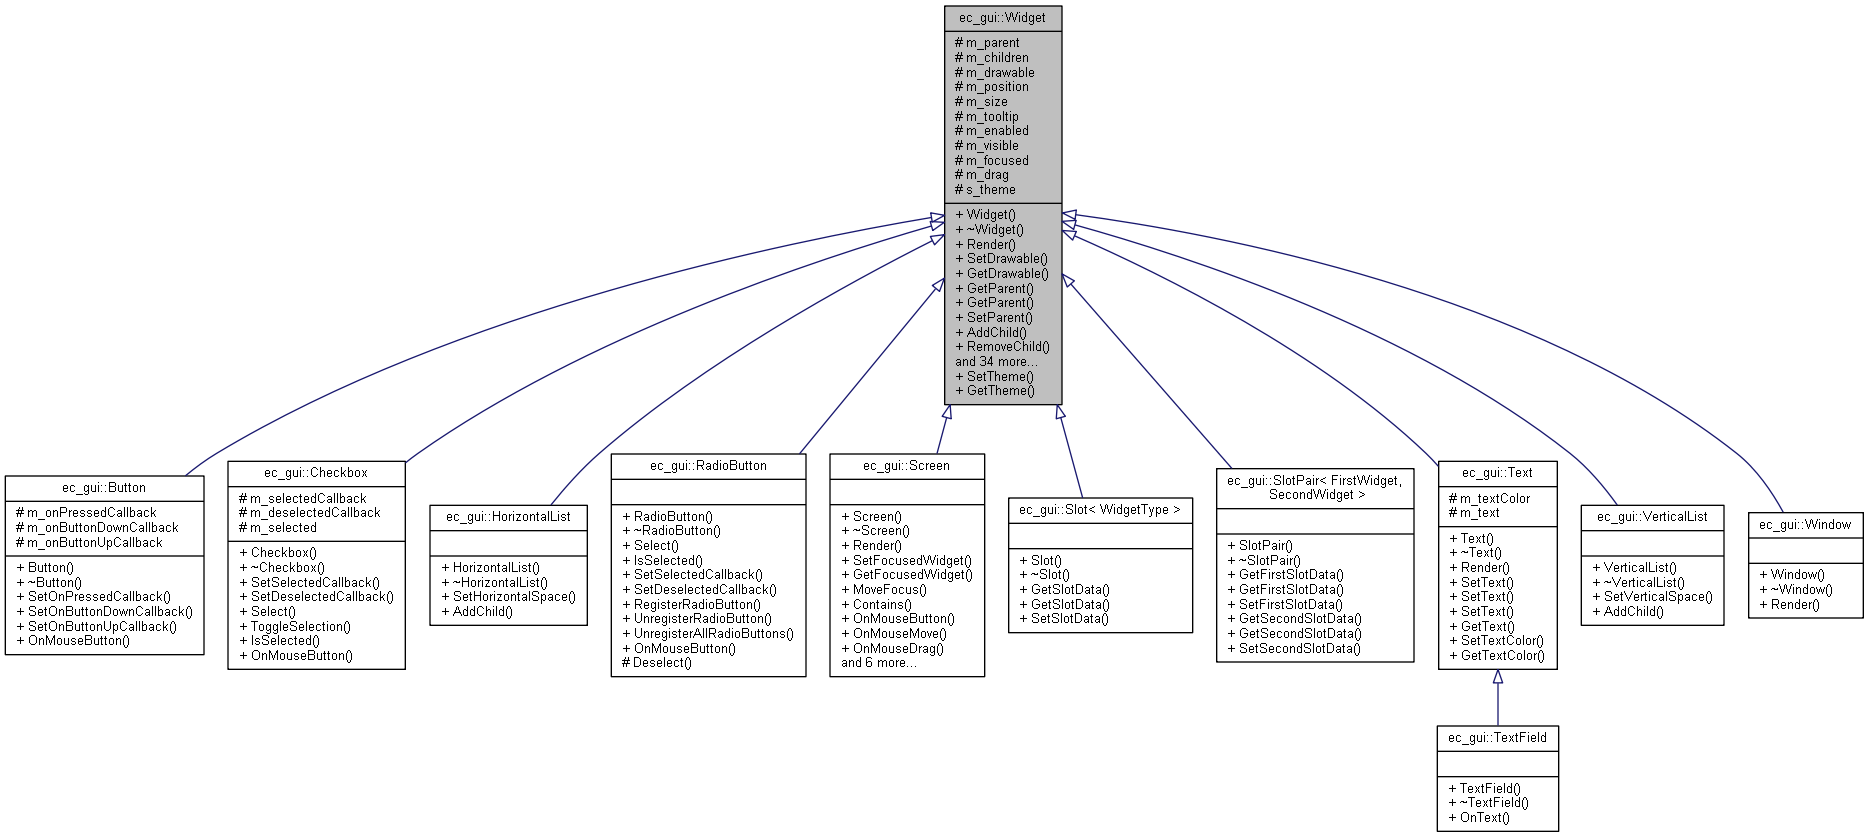 ec_gui::Widget
# m_parent
# m_children
# m_drawable
# m_position
# m_size
# m_tooltip
# m_enabled
# m_visible
# m_focused
# m_drag
# s_theme
+ Widget()
+ ~Widget()
+ Render()
+ SetDrawable()
+ GetDrawable()
+ GetParent()
+ GetParent()
+ SetParent()
+ AddChild()
+ RemoveChild()
and 34 more...
+ SetTheme()
+ GetTheme()
ec_gui::Button
# m_onPressedCallback
# m_onButtonDownCallback
# m_onButtonUpCallback
+ Button()
+ ~Button()
+ SetOnPressedCallback()
+ SetOnButtonDownCallback()
+ SetOnButtonUpCallback()
+ OnMouseButton()
ec_gui::Checkbox
# m_selectedCallback
# m_deselectedCallback
# m_selected
+ Checkbox()
+ ~Checkbox()
+ SetSelectedCallback()
+ SetDeselectedCallback()
+ Select()
+ ToggleSelection()
+ IsSelected()
+ OnMouseButton()
ec_gui::HorizontalList
+ HorizontalList()
+ ~HorizontalList()
+ SetHorizontalSpace()
+ AddChild()
ec_gui::RadioButton
+ RadioButton()
+ ~RadioButton()
+ Select()
+ IsSelected()
+ SetSelectedCallback()
+ SetDeselectedCallback()
+ RegisterRadioButton()
+ UnregisterRadioButton()
+ UnregisterAllRadioButtons()
+ OnMouseButton()
# Deselect()
ec_gui::Screen
+ Screen()
+ ~Screen()
+ Render()
+ SetFocusedWidget()
+ GetFocusedWidget()
+ MoveFocus()
+ Contains()
+ OnMouseButton()
+ OnMouseMove()
+ OnMouseDrag()
and 6 more...
ec_gui::Slot< WidgetType >
+ Slot()
+ ~Slot()
+ GetSlotData()
+ GetSlotData()
+ SetSlotData()
ec_gui::SlotPair< FirstWidget,
SecondWidget >
+ SlotPair()
+ ~SlotPair()
+ GetFirstSlotData()
+ GetFirstSlotData()
+ SetFirstSlotData()
+ GetSecondSlotData()
+ GetSecondSlotData()
+ SetSecondSlotData()
ec_gui::Text
# m_textColor
# m_text
+ Text()
+ ~Text()
+ Render()
+ SetText()
+ SetText()
+ SetText()
+ GetText()
+ SetTextColor()
+ GetTextColor()
ec_gui::VerticalList
+ VerticalList()
+ ~VerticalList()
+ SetVerticalSpace()
+ AddChild()
ec_gui::Window
+ Window()
+ ~Window()
+ Render()
ec_gui::TextField
+ TextField()
+ ~TextField()
+ OnText()